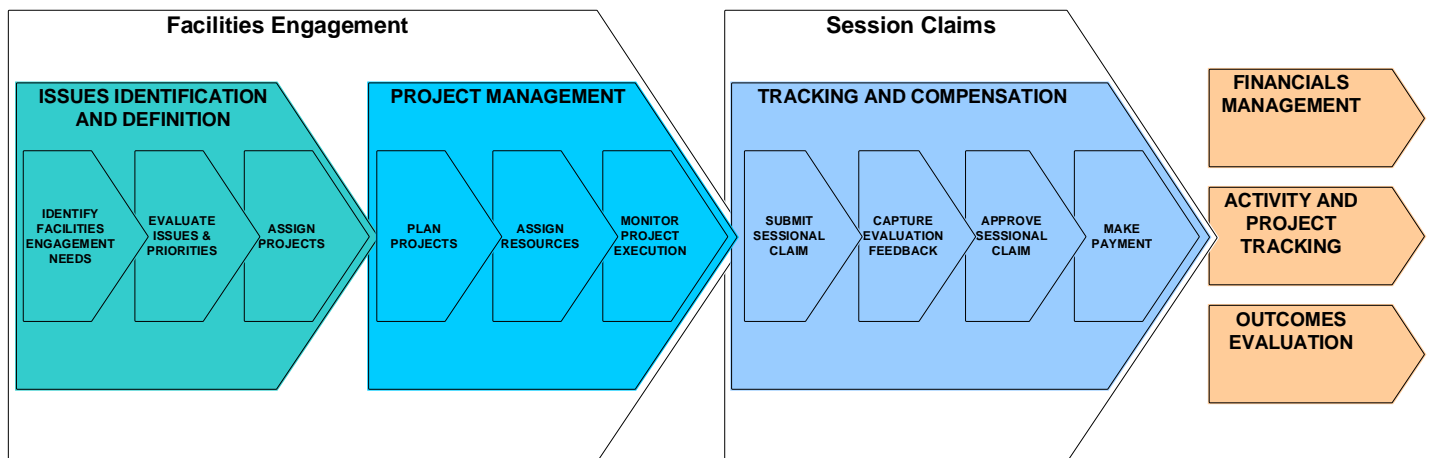 Facilities Engagement
Session Claims
ISSUES IDENTIFICATION
AND DEFINITION
IDENTIFY
FACILITIES
ENGAGEMENT
NEEDS
EVALUATE
ISSUES &
PRIORITIES
ASSIGN
PROJECTS
PROJECT MANAGEMENT
PLAN
PROJECTS
ASSIGN
RESOURCES
MONITOR
PROJECT
EXECUTION
TRACKING AND COMPENSATION
SUBMIT
SESSIONAL
CLAIM
CAPTURE
EVALUATION
FEEDBACK
APPROVE
SESSIONAL
CLAIM
MAKE
PAYMENT
FINANCIALS
MANAGEMENT
ACTIVITY AND
PROJECT
TRACKING
OUTCOMES
EVALUATION